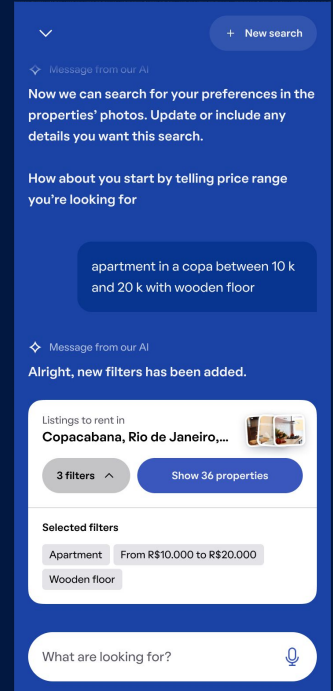 + New search
Message from our AI
Now we can search for your preferences in the
properties' photos. Update or include any
details you want this search.
How about you start by telling price range
you're looking for
apartment in a copa between 10 k
and 20 k with wooden floor
Message from our AI
Alright, new filters has been added.
Listings to rent in
Copacabana, Rio de Janeiro,...
3 filters
Show 36 properties
Selected filters
Apartment
From R$10.000 to R$20.000
Wooden floor
What are looking for?